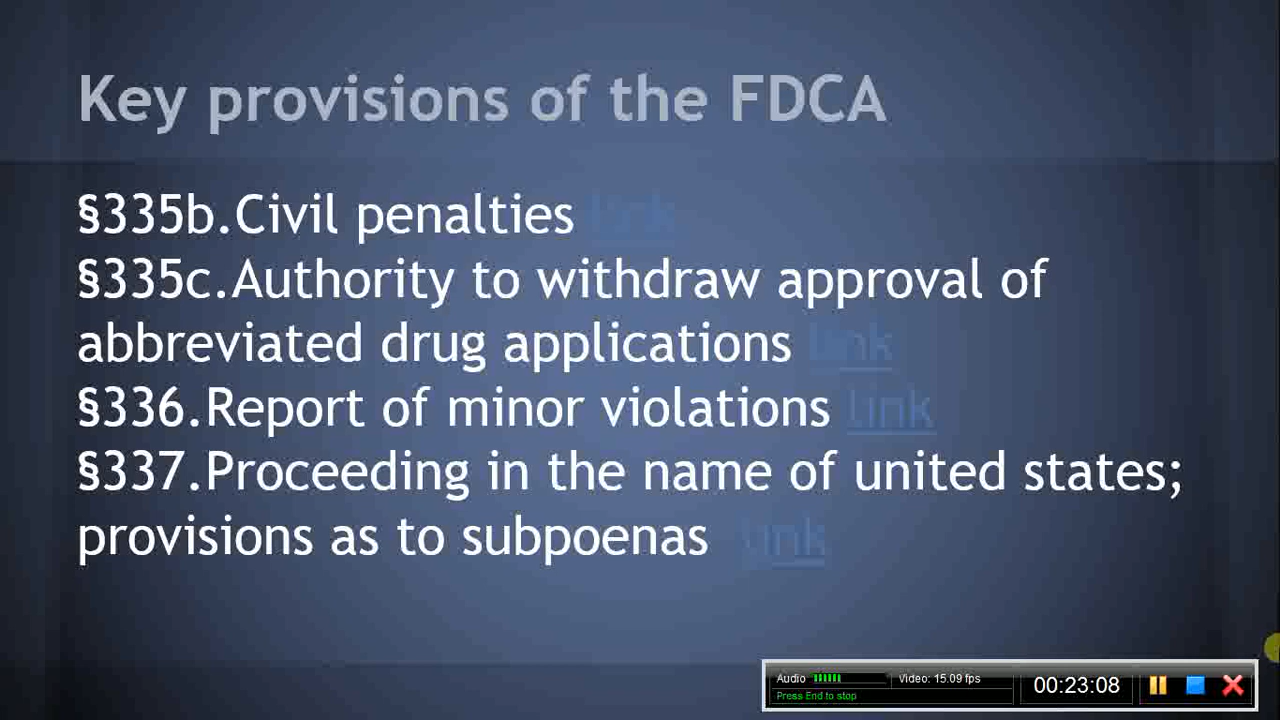 Key provisions of the FDCA
§335b.Civil penalties link
§335c.Authority to withdraw approval of
abbreviated drug applications link
§336.Report of minor violations link
§337.Proceeding in the name of united states;
provisions as to subpoenas link
Audio
Video: 15.09 fps
Press End to stop
00:23:08